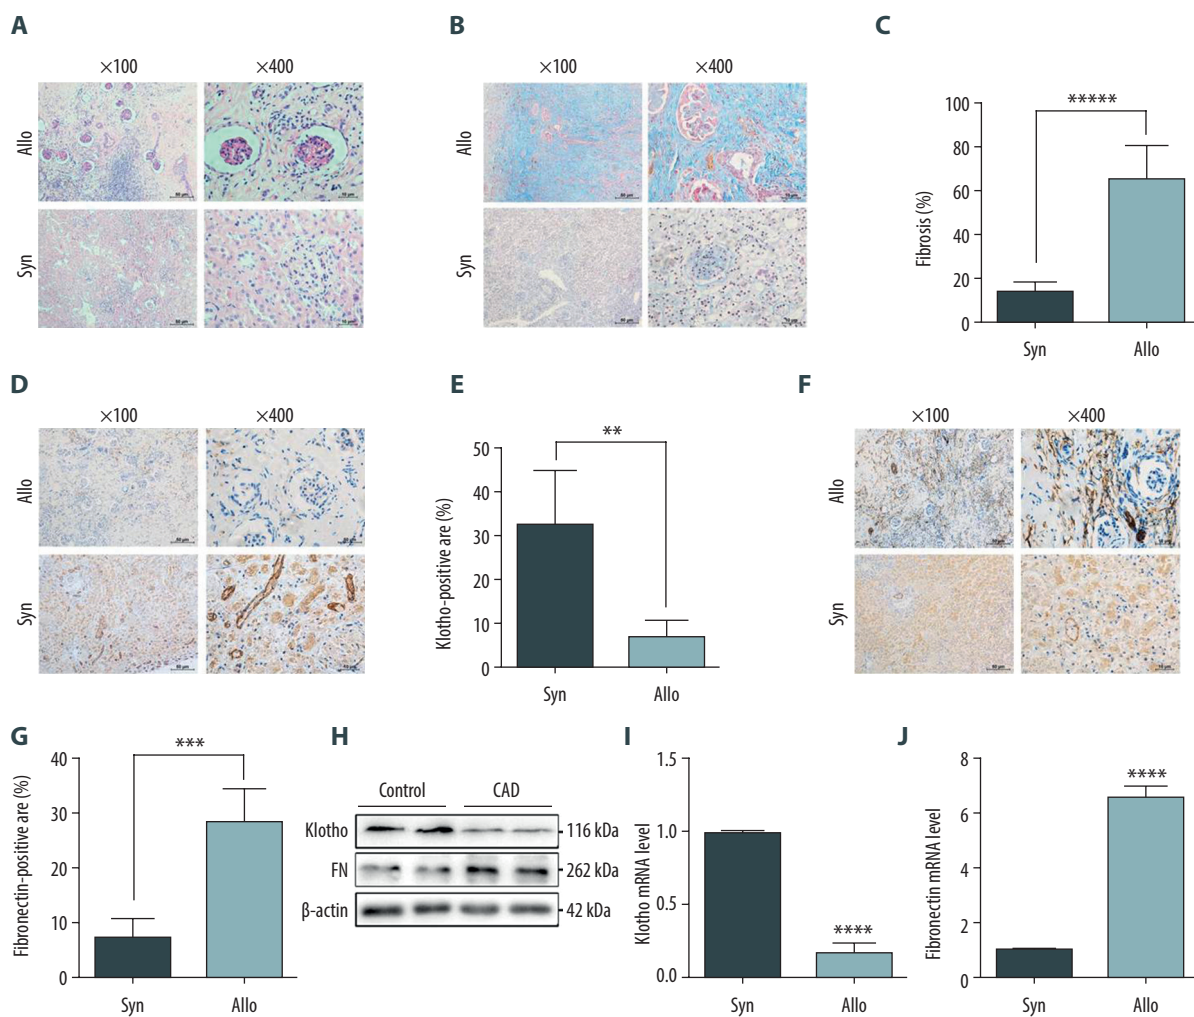 A
×100
×400
Allo
Syn
B
×100
×400
Allo
Syn
C
*****
100
80
60
40
20
0
Fibrosis (%)
Syn
Allo
D
×100
×400
Allo
Syn
E
**
50
40
30
20
10
0
Klotho-positive are (%)
Syn
Allo
F
×100
×400
Allo
Syn
G
***
40
30
20
10
0
Fibronectin-positive are (%)
Syn
Allo
H
Control CAD
Klotho 116 kDa
FN 262 kDa
β-actin 42 kDa
I
1.5
1.0
0.5
0.0
Klotho mRNA level
****
Syn
Allo
J
8
6
4
2
0
Fibronectin mRNA level
****
Syn
Allo